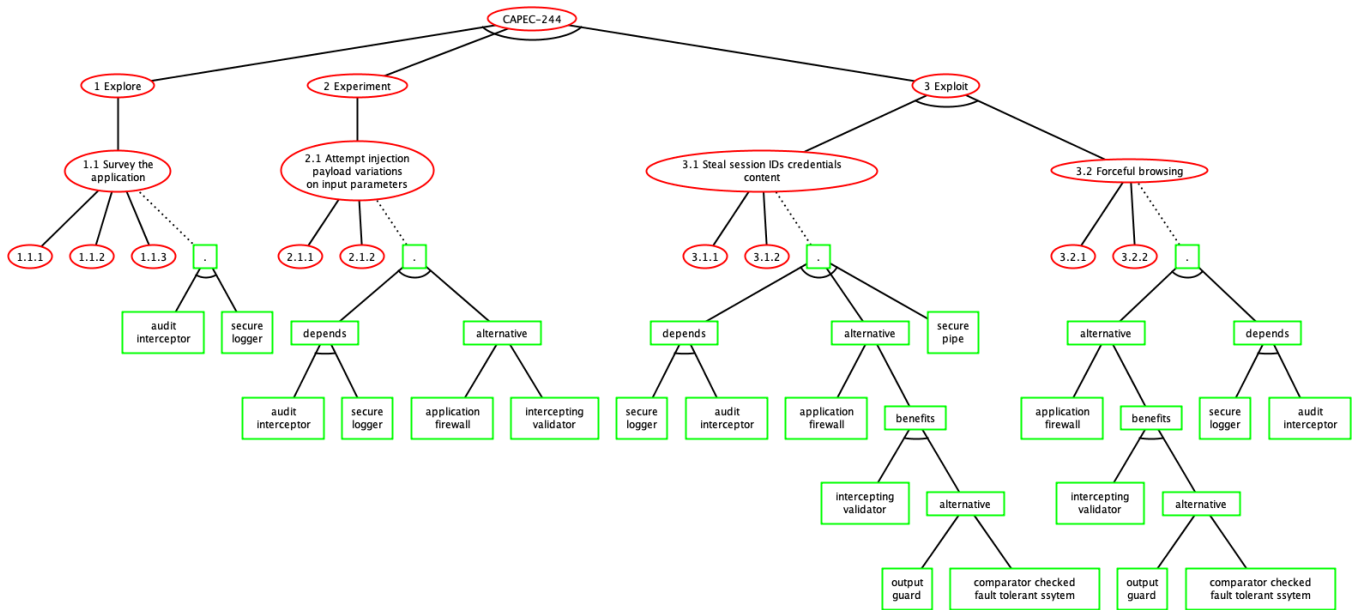 CAPEC-244
1 Explore
2 Experiment
3 Exploit
1.1 Survey the
application
2.1 Attempt injection
payload variations
on input parameters
3.1 Steal session IDs credentials
content
3.2 Forceful browsing
1.1.1
1.1.2
1.1.3
.
2.1.1
2.1.2
.
3.1.1
3.1.2
.
3.2.1
3.2.2
.
audit
interceptor
secure
logger
depends
alternative
depends
alternative
secure
pipe
alternative
depends
audit
interceptor
secure
logger
application
firewall
intercepting
validator
secure
logger
audit
interceptor
application
firewall
benefits
application
firewall
benefits
secure
logger
audit
interceptor
intercepting
validator
alternative
intercepting
validator
alternative
output
guard
comparator checked
fault tolerant ssytem
output
guard
comparator checked
fault tolerant ssytem